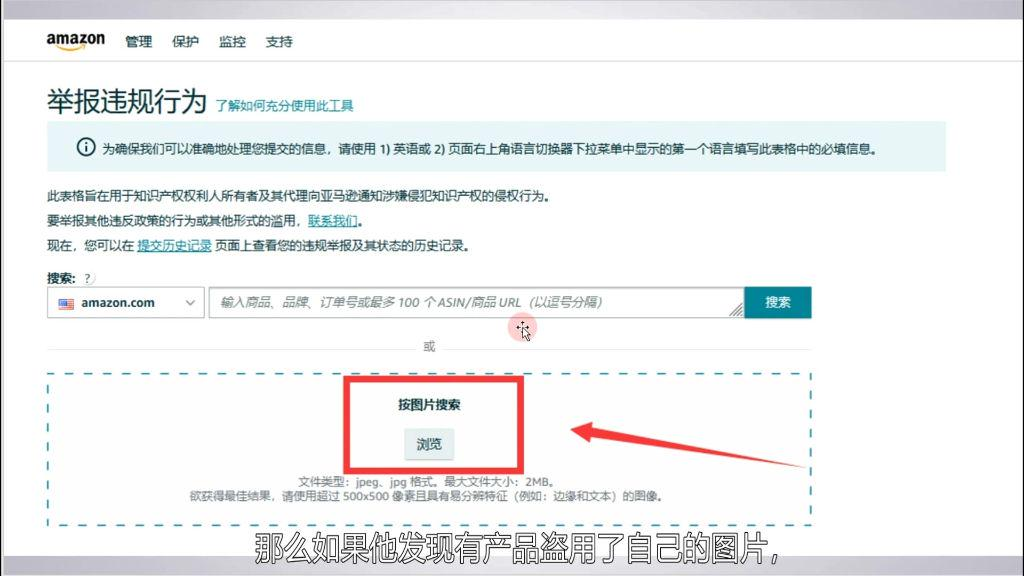 amazon 管理 保护 监控 支持
举报违规行为 了解如何充分使用此工具
为确保我们可以准确地处理您提交的信息，请使用 1) 英语或 2) 页面右上角语言切换器下拉菜单中显示的第一个语言填写此表格中的必填信息。
此表格旨在用于知识产权权利人所有者及其代理向亚马逊通知涉嫌侵犯知识产权的侵权行为。
要举报其他违反政策的行为或其他形式的滥用，联系我们。
现在，您可以在 提交历史记录 页面上查看您的违规举报及其状态的历史记录。
搜索: ?
amazon.com 输入商品、品牌、订单号或最多 100 个 ASIN/商品 URL（以逗号分隔） 搜索
或
按图片搜索
浏览
文件类型：jpeg、jpg 格式。最大文件大小：2MB。
欲获得最佳结果，请使用超过 500x500 像素且具有易分辨特征（例如：边缘和文本）的图像。
那么如果他发现有产品盗用了自己的图片，